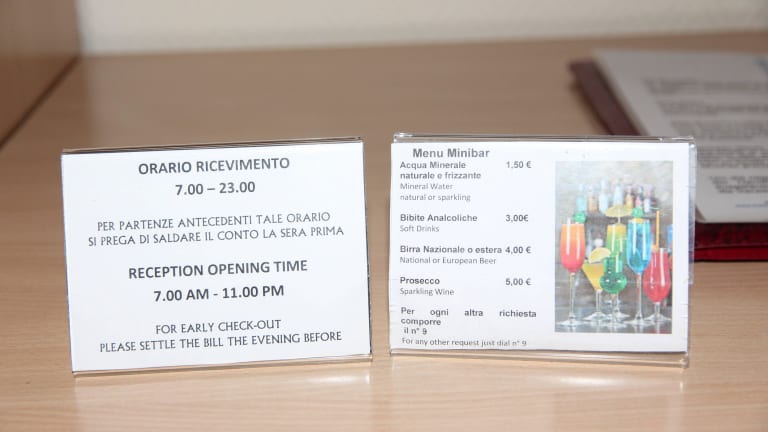 ORARIO RICEVIMENTO
7.00 – 23.00
PER PARTENZE ANTECEDENTI TALE ORARIO
SI PREGA DI SALDARE IL CONTO LA SERA PRIMA
RECEPTION OPENING TIME
7.00 AM - 11.00 PM
FOR EARLY CHECK-OUT
PLEASE SETTLE THE BILL THE EVENING BEFORE
Menu Minibar
Acqua Minerale 1,50 €
naturale e frizzante
Mineral Water
natural or sparkling
Bibite Analcoliche 3,00€
Soft Drinks
Birra Nazionale o estera 4,00 €
National or European Beer
Prosecco 5,00 €
Sparkling Wine
Per ogni altra richiesta
comporre
il n° 9
For any other request just dial n° 9